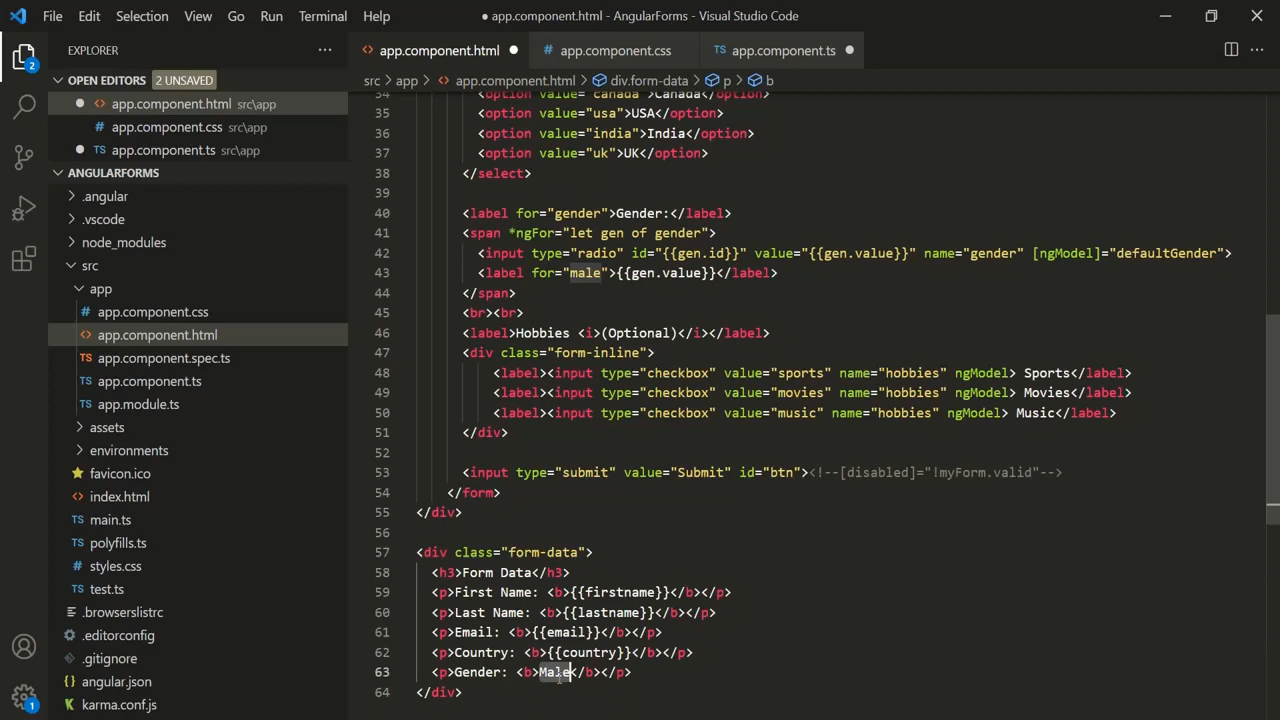 File Edit Selection View Go Run Terminal Help
● app.component.html - AngularForms - Visual Studio Code
EXPLORER
OPEN EDITORS 2 UNSAVED
app.component.html src\app
app.component.css src\app
app.component.ts src\app
ANGULARFORMS
.angular
.vscode
node_modules
src
app
app.component.css
app.component.html
app.component.spec.ts
app.component.ts
app.module.ts
assets
environments
favicon.ico
index.html
main.ts
polyfills.ts
styles.css
test.ts
.browserslistrc
.editorconfig
.gitignore
angular.json
karma.conf.js
2
1
app.component.html app.component.css app.component.ts
src > app > app.component.html > div.form-data > p > b
34 <option value="canada">Canada</option>
35 <option value="usa">USA</option>
36 <option value="india">India</option>
37 <option value="uk">UK</option>
38 </select>
39
40 <label for="gender">Gender:</label>
41 <span *ngFor="let gen of gender">
42 <input type="radio" id="{{gen.id}}" value="{{gen.value}}" name="gender" [ngModel]="defaultGender">
43 <label for="male">{{gen.value}}</label>
44 </span>
45 <br><br>
46 <label>Hobbies <i>(Optional)</i></label>
47 <div class="form-inline">
48 <label><input type="checkbox" value="sports" name="hobbies" ngModel> Sports</label>
49 <label><input type="checkbox" value="movies" name="hobbies" ngModel> Movies</label>
50 <label><input type="checkbox" value="music" name="hobbies" ngModel> Music</label>
51 </div>
52
53 <input type="submit" value="Submit" id="btn"><!--[disabled]="!myForm.valid"-->
54 </form>
55 </div>
56
57 <div class="form-data">
58 <h3>Form Data</h3>
59 <p>First Name: <b>{{firstname}}</b></p>
60 <p>Last Name: <b>{{lastname}}</b></p>
61 <p>Email: <b>{{email}}</b></p>
62 <p>Country: <b>{{country}}</b></p>
63 <p>Gender: <b>Male</b></p>
64 </div>